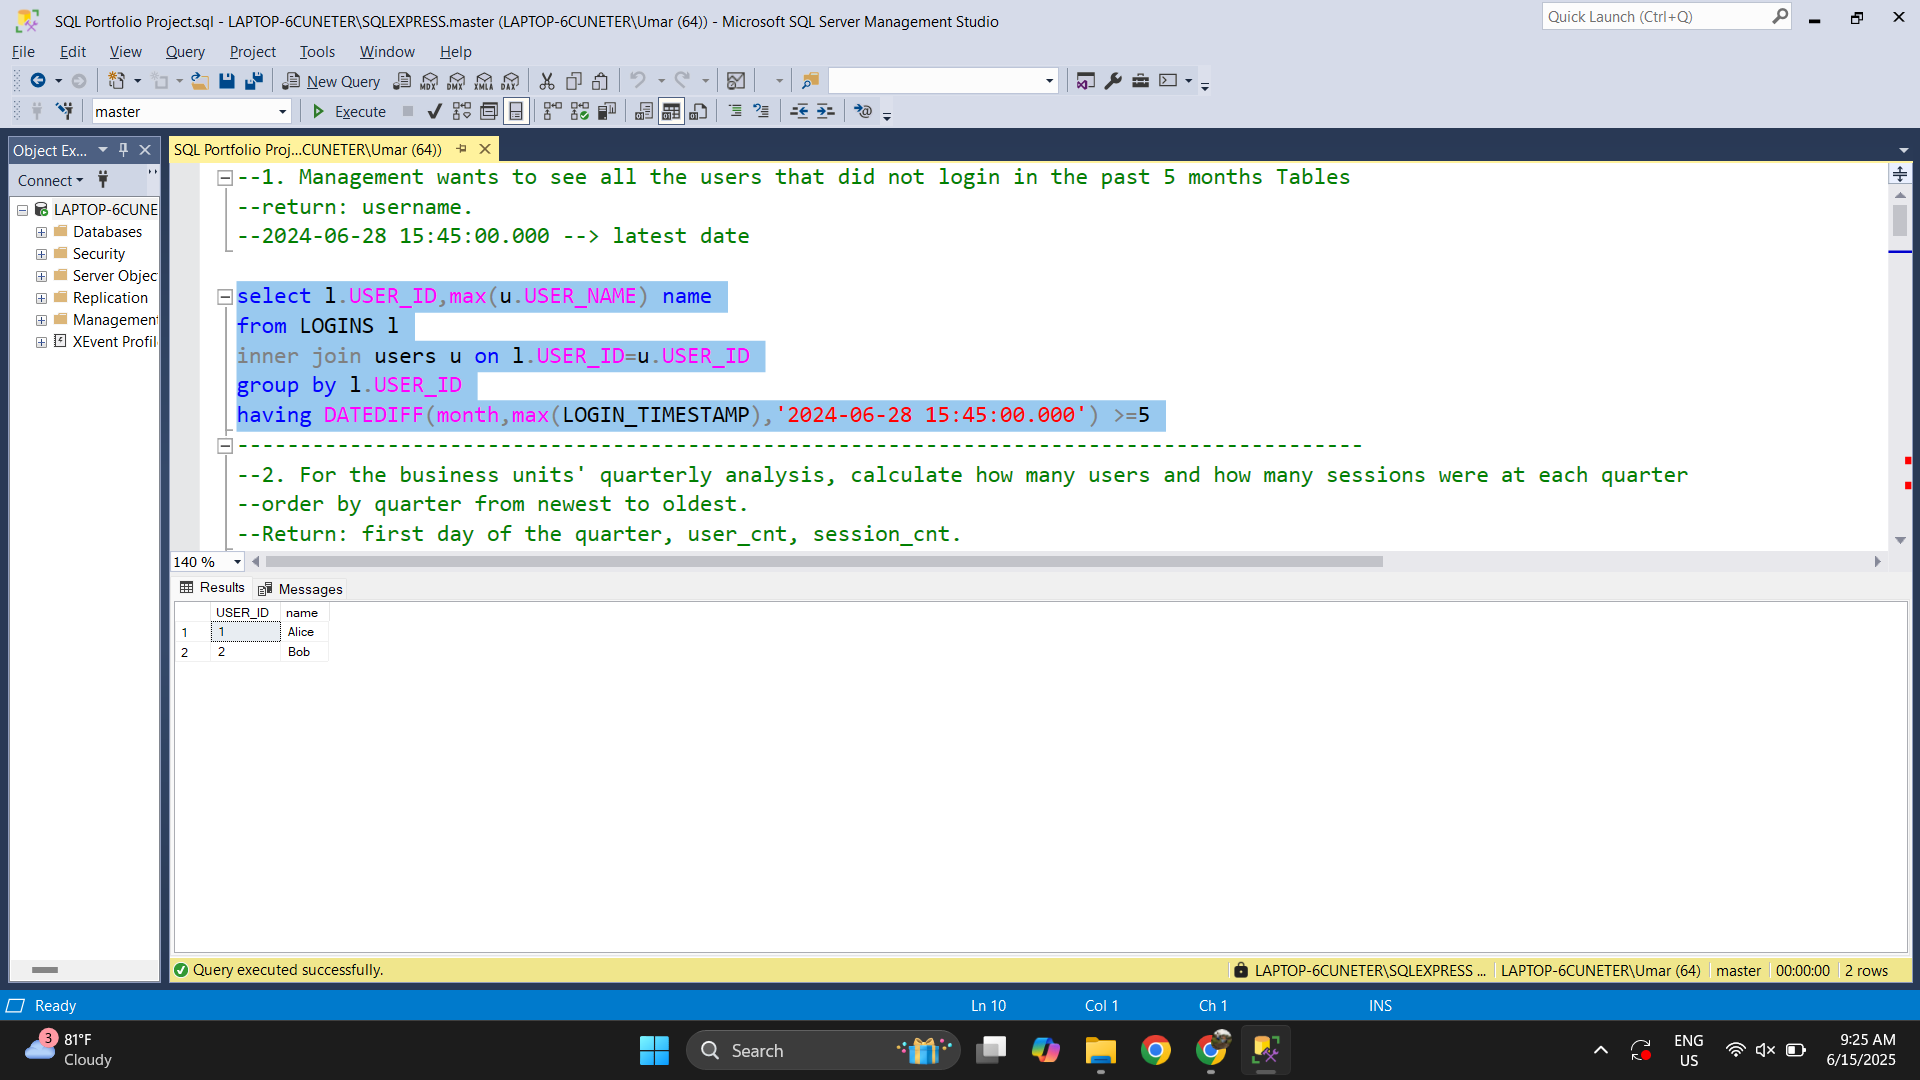 SQL Portfolio Project.sql - LAPTOP-6CUNETER\SQLEXPRESS.master (LAPTOP-6CUNETER\Umar (64)) - Microsoft SQL Server Management Studio
Quick Launch (Ctrl+Q)
File Edit View Query Project Tools Window Help
New Query MDX DMX XMLA DAX
master Execute
Object Ex...
SQL Portfolio Proj...CUNETER\Umar (64))
Connect
LAPTOP-6CUNE
Databases
Security
Server Objec
Replication
Management
XEvent Profil
--1. Management wants to see all the users that did not login in the past 5 months Tables
--return: username.
--2024-06-28 15:45:00.000 --> latest date
select l.USER_ID,max(u.USER_NAME) name
from LOGINS l
inner join users u on l.USER_ID=u.USER_ID
group by l.USER_ID
having DATEDIFF(month,max(LOGIN_TIMESTAMP),'2024-06-28 15:45:00.000') >=5
------------------------------------------------------------------------------------------
--2. For the business units' quarterly analysis, calculate how many users and how many sessions were at each quarter
--order by quarter from newest to oldest.
--Return: first day of the quarter, user_cnt, session_cnt.
140 %
Results Messages
USER_ID name
1 1 Alice
2 2 Bob
Query executed successfully.
LAPTOP-6CUNETER\SQLEXPRESS ... LAPTOP-6CUNETER\Umar (64) master 00:00:00 2 rows
Ready Ln 10 Col 1 Ch 1 INS
3 81°F
Cloudy
Search
ENG
US
9:25 AM
6/15/2025